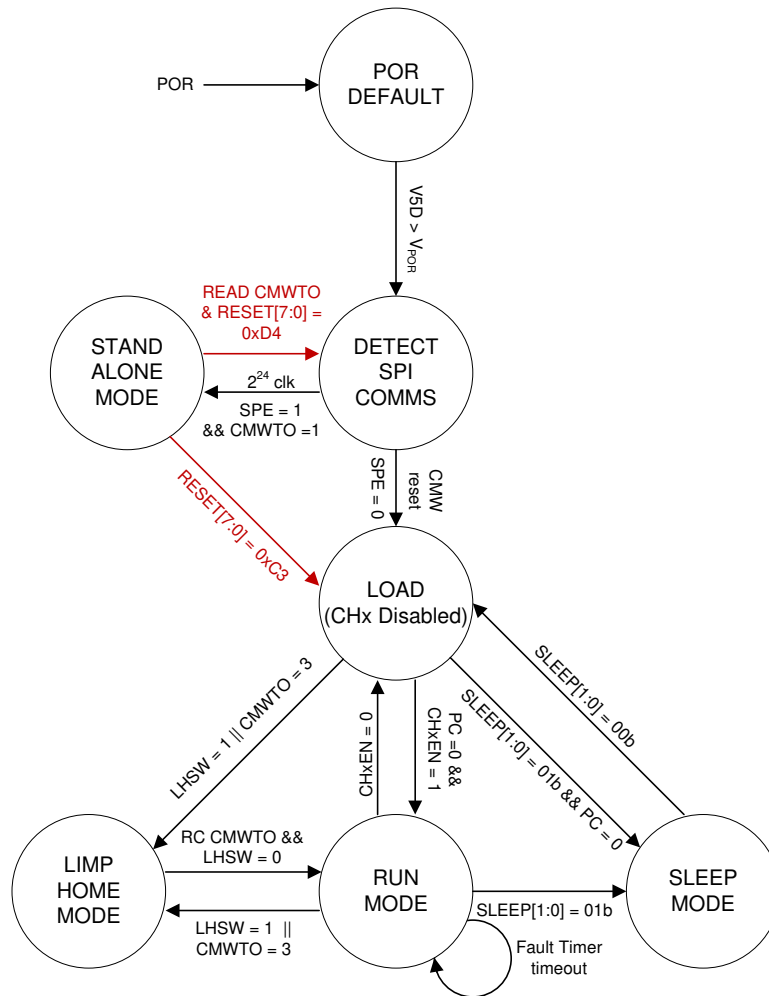 POR
DEFAULT
POR
V5D > VPOR
READ CMWTO
& RESET[7:0] =
0xD4
STAND
ALONE
MODE
DETECT
SPI
COMMS
2^24 clk
SPE = 1
&& CMWTO =1
RESET[7:0] = 0xC3
SPE = 0
CMW
reset
LOAD
(CHx Disabled)
LHSW = 1 || CMWTO = 3
CHxEN = 0
PC =0 &&
CHxEN = 1
SLEEP[1:0] = 01b && PC = 0
SLEEP[1:0] = 00b
LIMP
HOME
MODE
RC CMWTO &&
LHSW = 0
RUN
MODE
SLEEP
MODE
LHSW = 1 ||
CMWTO = 3
SLEEP[1:0] = 01b
Fault Timer
timeout